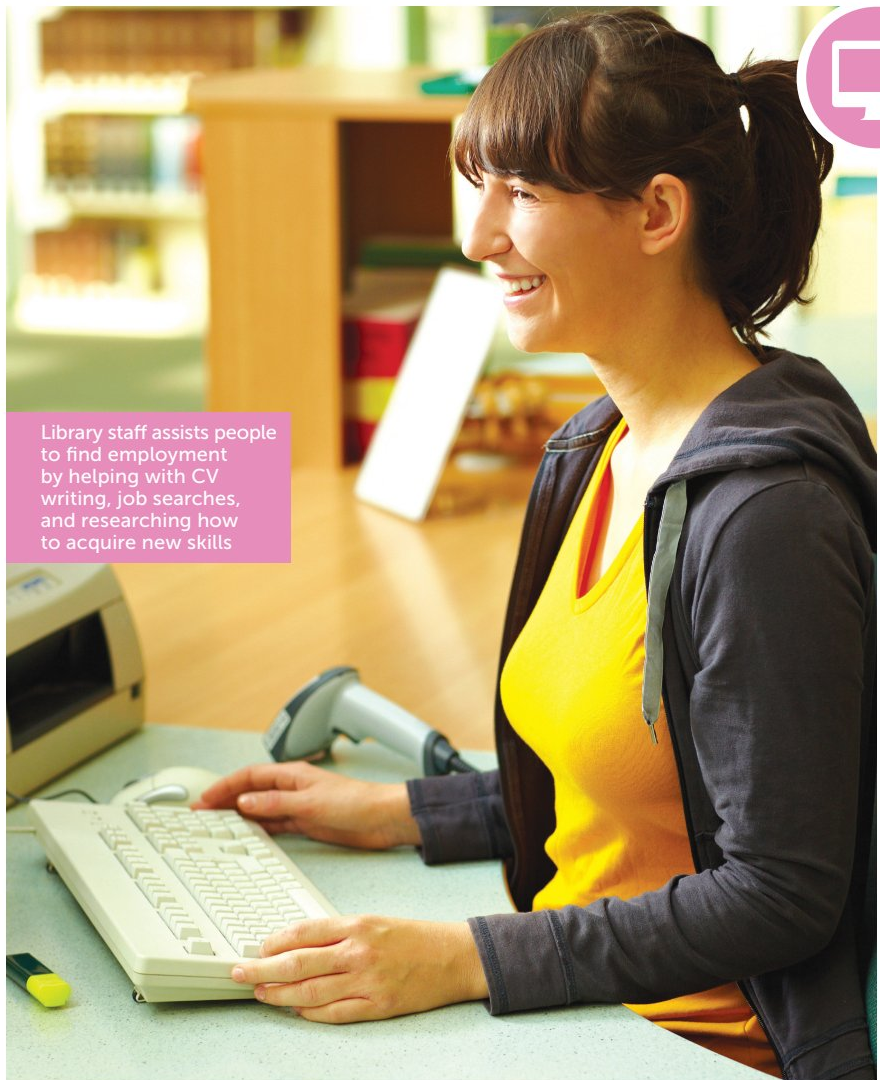 Library staff assists people
to find employment
by helping with CV
writing, job searches,
and researching how
to acquire new skills